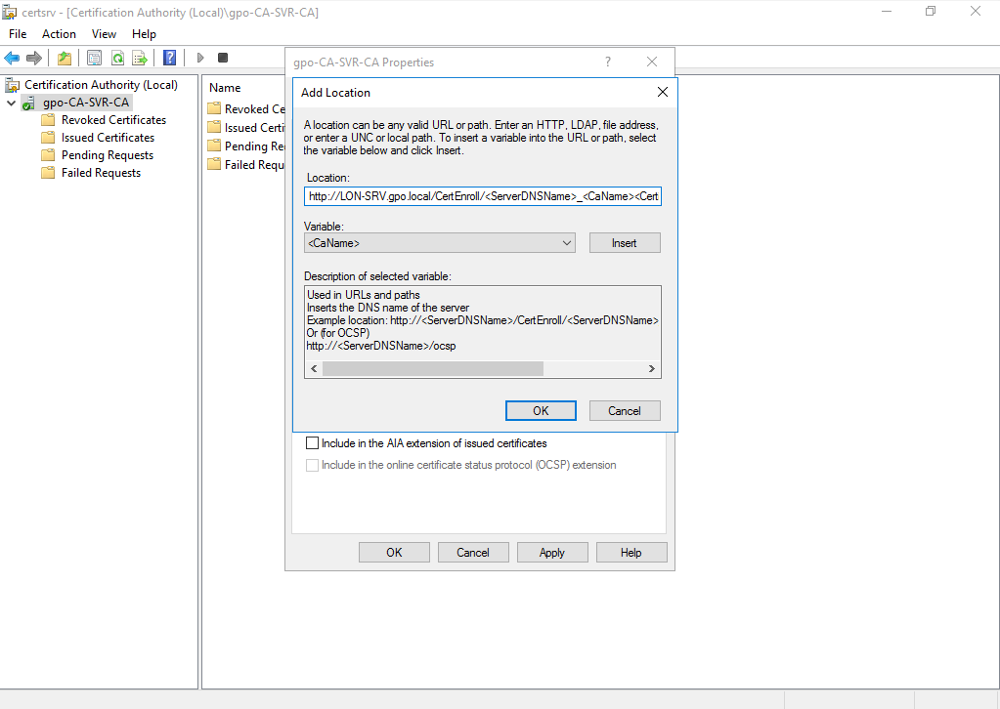 certsrv - [Certification Authority (Local)\gpo-CA-SVR-CA]
File Action View Help
Certification Authority (Local)
gpo-CA-SVR-CA
Revoked Certificates
Issued Certificates
Pending Requests
Failed Requests
Name
Revoked Ce
Issued Certi
Pending Re
Failed Requ
gpo-CA-SVR-CA Properties
?
Add Location
A location can be any valid URL or path. Enter an HTTP, LDAP, file address,
or enter a UNC or local path. To insert a variable into the URL or path, select
the variable below and click Insert.
Location:
http://LON-SRV.gpo.local/CertEnroll/<ServerDNSName>_<CaName><Cert
Variable:
<CaName>
Insert
Description of selected variable:
Used in URLs and paths
Inserts the DNS name of the server
Example location: http://<ServerDNSName>/CertEnroll/<ServerDNSName>
Or (for OCSP)
http://<ServerDNSName>/ocsp
OK Cancel
Include in the AIA extension of issued certificates
Include in the online certificate status protocol (OCSP) extension
OK Cancel Apply Help